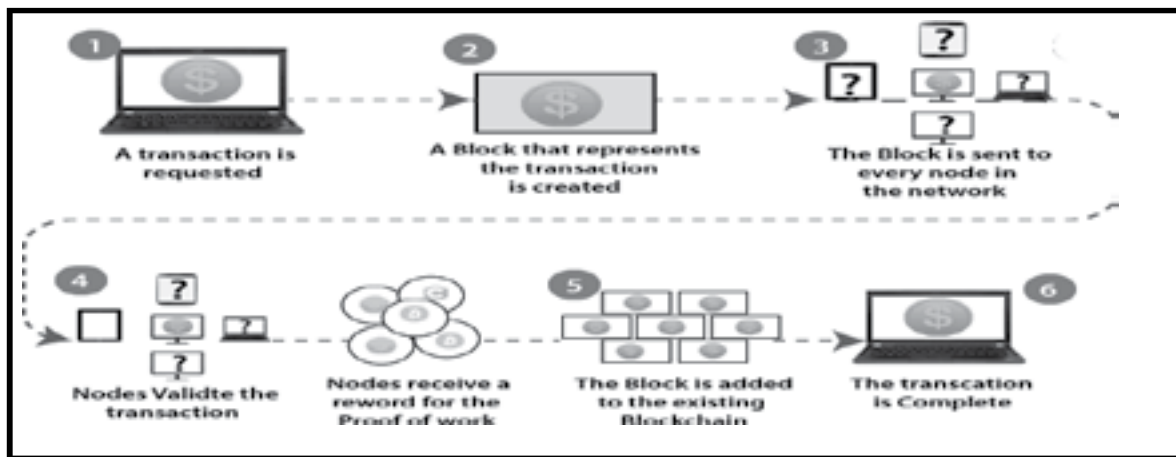 1
A transaction is
requested
2
A Block that represents
the transaction
is created
3
The Block is sent to
every node in
the network
4
Nodes Validte the
transaction
Nodes receive a
reword for the
Proof of work
5
The Block is added
to the existing
Blockchain
6
The transcation
is Complete